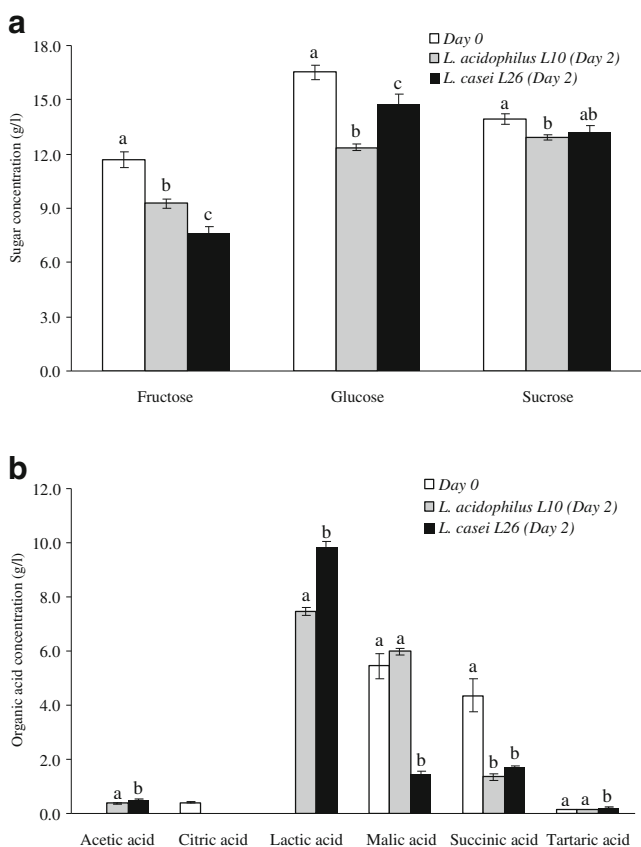 a
18.0
15.0
12.0
9.0
6.0
3.0
0.0
Sugar concentration (g/l)
Day 0
L. acidophilus L10 (Day 2)
L. casei L26 (Day 2)
a
b
c
a
b
c
a
b
ab
Fructose Glucose Sucrose
b
12.0
10.0
8.0
6.0
4.0
2.0
0.0
Organic acid concentration (g/l)
Day 0
L. acidophilus L10 (Day 2)
L. casei L26 (Day 2)
a b
a b
a a b
a b b
a a b
Acetic acid Citric acid Lactic acid Malic acid Succinic acid Tartaric acid